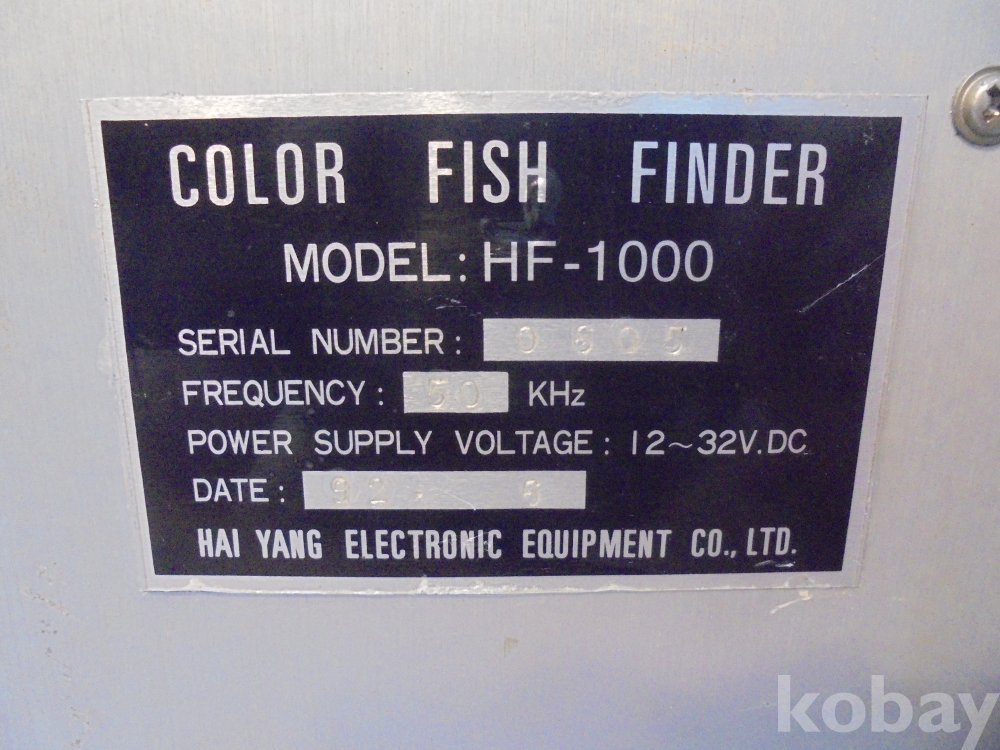 COLOR FISH FINDER
MODEL: HF-1000
SERIAL NUMBER: 0605
FREQUENCY: 50 KHz
POWER SUPPLY VOLTAGE: 12~32V.DC
DATE: 92. 6
HAI YANG ELECTRONIC EQUIPMENT CO., LTD.
kobay